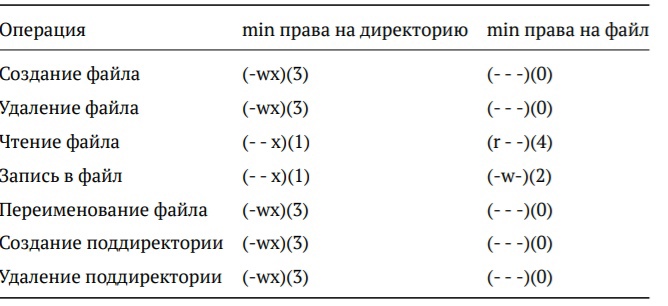 Операция min права на директорию min права на файл
Создание файла (-wx)(3) (- - -)(0)
Удаление файла (-wx)(3) (- - -)(0)
Чтение файла (- - x)(1) (r - -)(4)
Запись в файл (- - x)(1) (-w-)(2)
Переименование файла (-wx)(3) (- - -)(0)
Создание поддиректории (-wx)(3) (- - -)(0)
Удаление поддиректории (-wx)(3) (- - -)(0)